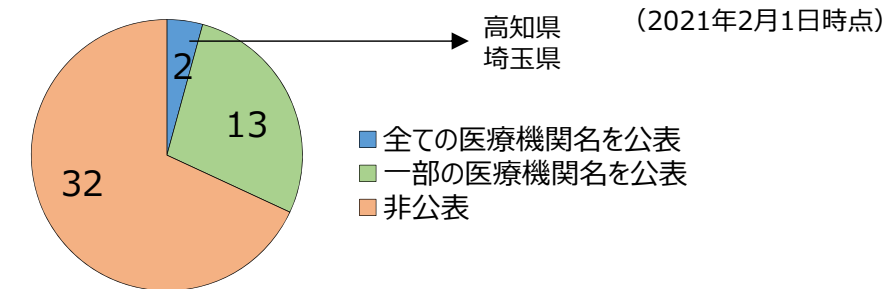 (2021年2月1日時点)
高知県
埼玉県
2
13
32
全ての医療機関名を公表
一部の医療機関名を公表
非公表